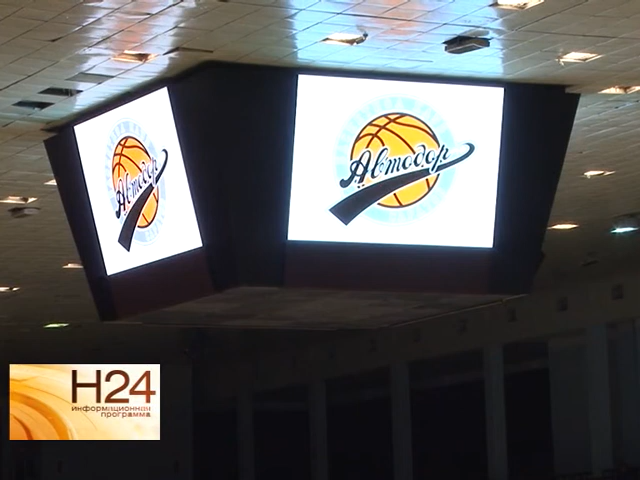 Автодор
Автодор
Н24
информационная
программа